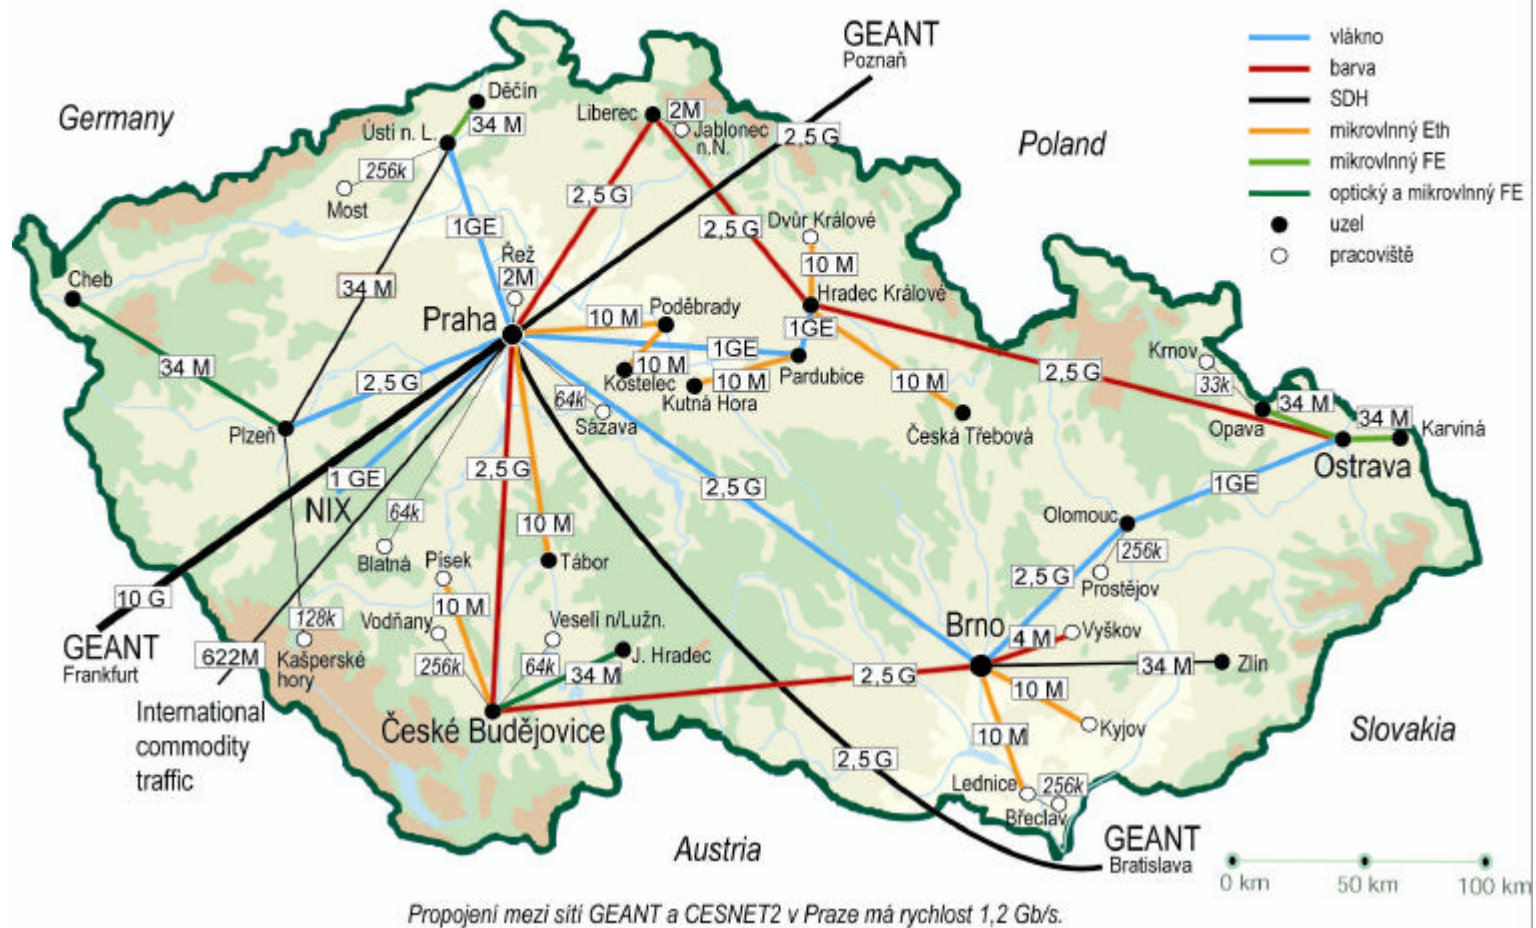 GEANT
Poznaň
vlákno
barva
SDH
mikrovlnný Eth
mikrovlnný FE
optický a mikrovlnný FE
uzel
pracoviště
Germany
Poland
Děčín
34 M
Ústí n. L.
256k
Most
Liberec
2M
Jablonec
n.N.
2,5 G
2,5 G
2,5 G
1GE
Řež
2M
Dvůr Králové
10 M
Hradec Králové
Cheb
34 M
34 M
Praha
10 M
Poděbrady
1GE
1GE
10 M
Kostelec
10 M
Kutná Hora
Pardubice
10 M
Česká Třebová
2,5 G
Krnov
33k
34 M
Opava
34 M
Karviná
Ostrava
2,5 G
Plzeň
64k
Sázava
1 GE
NIX
2,5 G
2,5 G
1GE
64k
Blatná
10 M
Tábor
Olomouc
256k
Prostějov
2,5 G
Písek
10 M
Vodňany
256k
Veselí n/Lužn.
64k
34 M
J. Hradec
10 G
GEANT
Frankfurt
128k
Kašperské
hory
622M
International
commodity
traffic
České Budějovice
2,5 G
Brno
4 M
Vyškov
34 M
Zlín
10 M
Kyjov
10 M
Lednice
256k
Břeclav
2,5 G
Slovakia
Austria
GEANT
Bratislava
0 km
50 km
100 km
Propojení mezi sítí GEANT a CESNET2 v Praze má rychlost 1,2 Gb/s.